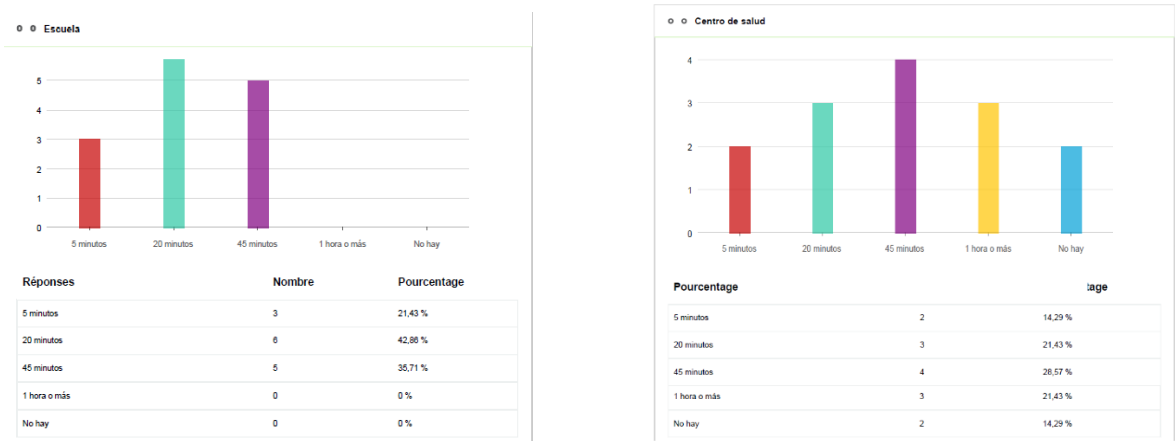 Escuela
5
4
3
2
1
0
5 minutos 20 minutos 45 minutos 1 hora o más No hay
Réponses Nombre Pourcentage
5 minutos 3 21,43 %
20 minutos 6 42,86 %
45 minutos 5 35,71 %
1 hora o más 0 0 %
No hay 0 0 %
Centro de salud
4
3
2
1
0
5 minutos 20 minutos 45 minutos 1 hora o más No hay
Pourcentage tage
5 minutos 2 14,29 %
20 minutos 3 21,43 %
45 minutos 4 28,57 %
1 hora o más 3 21,43 %
No hay 2 14,29 %